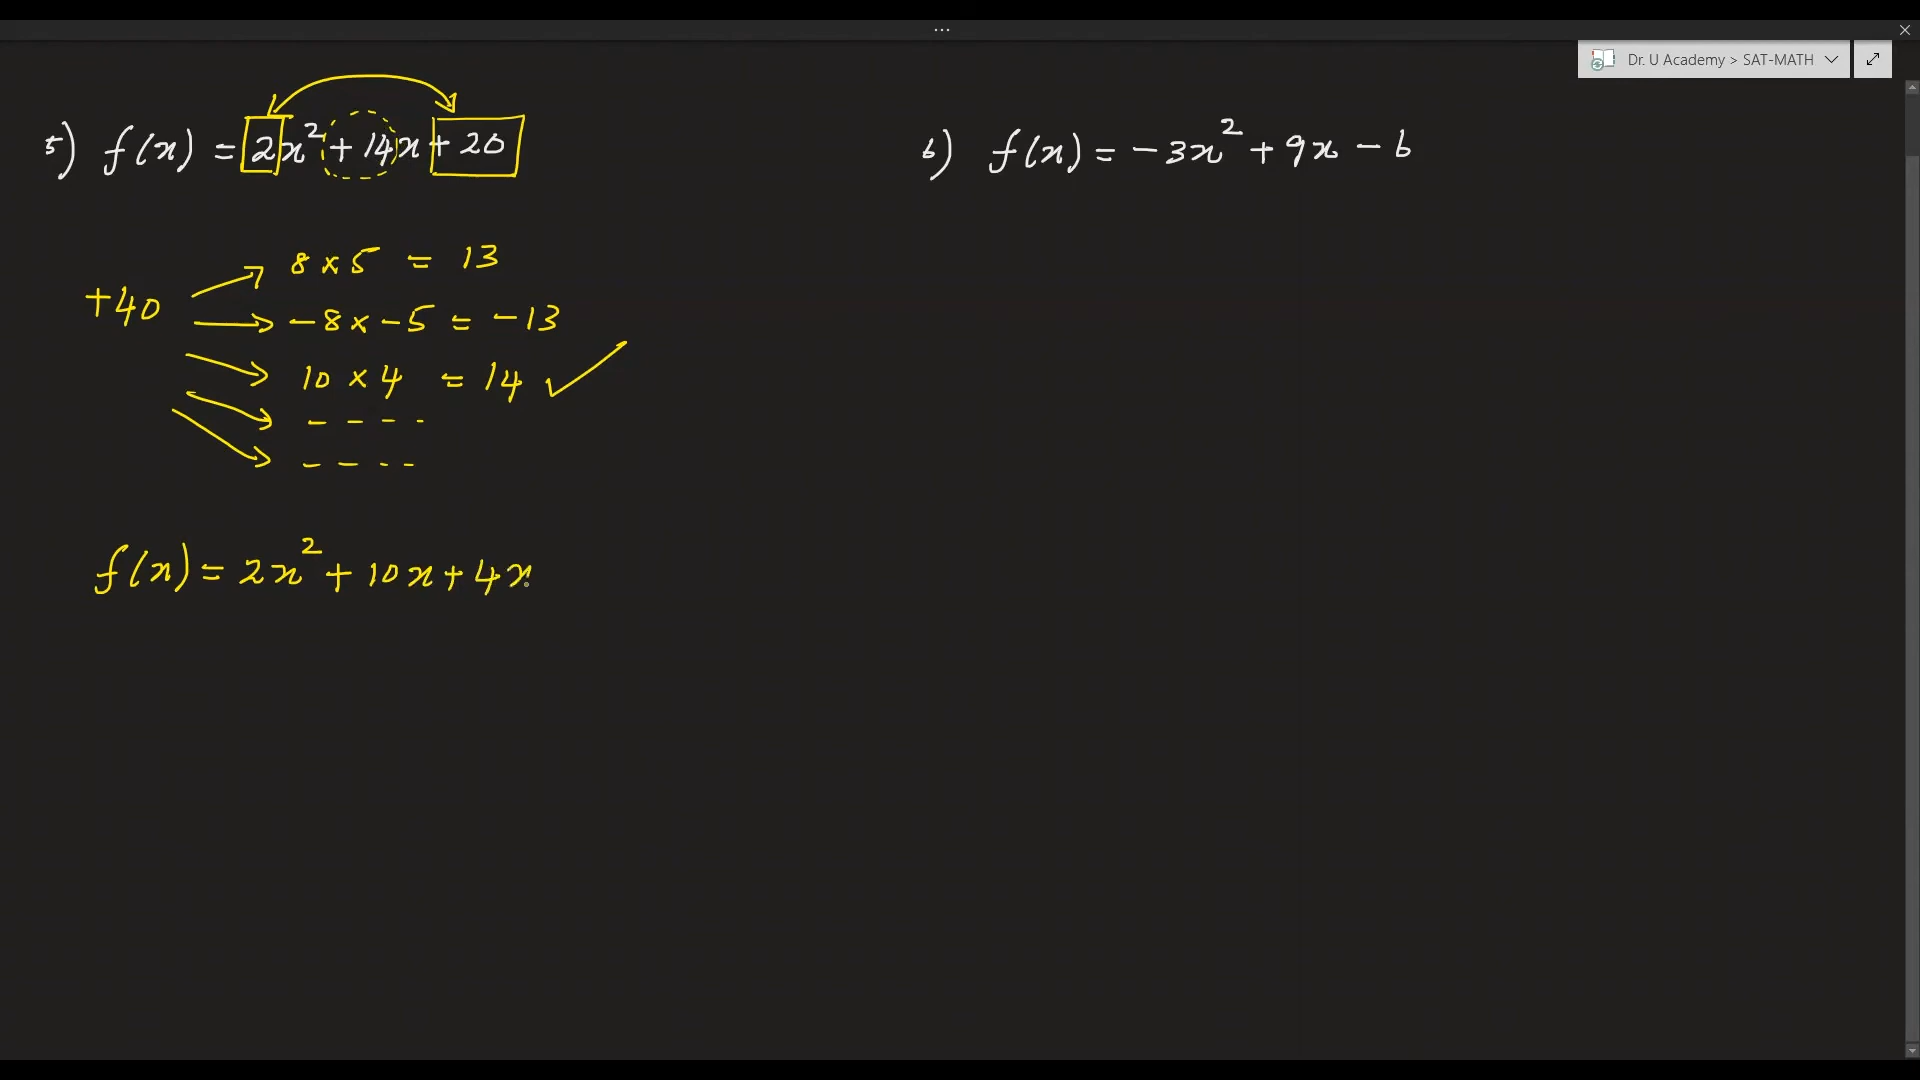 ...
Dr. U Academy > SAT-MATH
5) f(x) = 2x² + 14x + 20
+40
8 × 5 = 13
-8 × -5 = -13
10 × 4 = 14 ✓
- - - -
- - - -
f(x) = 2x² + 10x + 4x
6) f(x) = -3x² + 9x - 6